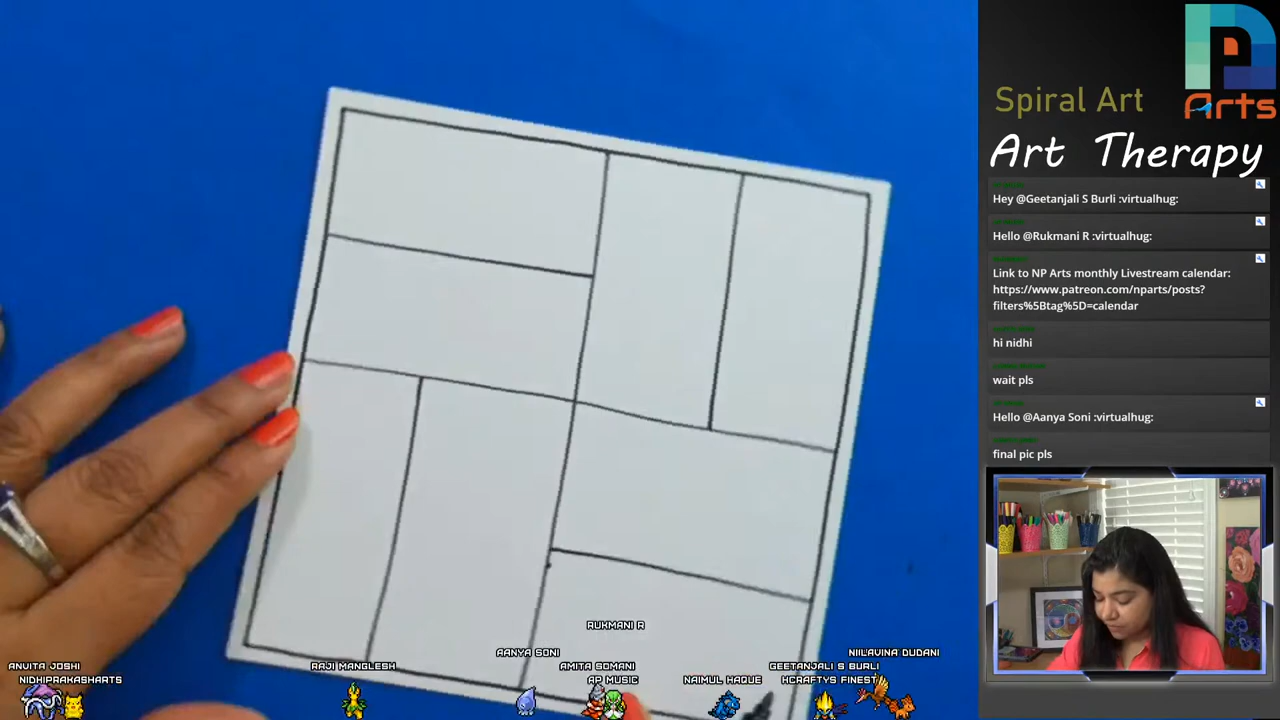 Arts
Spiral Art
Art Therapy
Hey @Geetanjali S Burli :virtualhug:
Hello @Rukmani R :virtualhug:
Link to NP Arts monthly Livestream calendar:
https://www.patreon.com/nparts/posts?
filters%5Btag%5D=calendar
hi nidhi
wait pls
Hello @Aanya Soni :virtualhug:
final pic pls
RUKMANI R
AANYA SONI
NIILAVINA DUDANI
ANVITA JOSHI
RAJI MANGLESH
AMITA SOMANI
GEETANJALI S BURLI
NIDHIPRAKASHARTS
AP MUSIC
NAIMUL HAQUE
HCRAFTYS FINEST